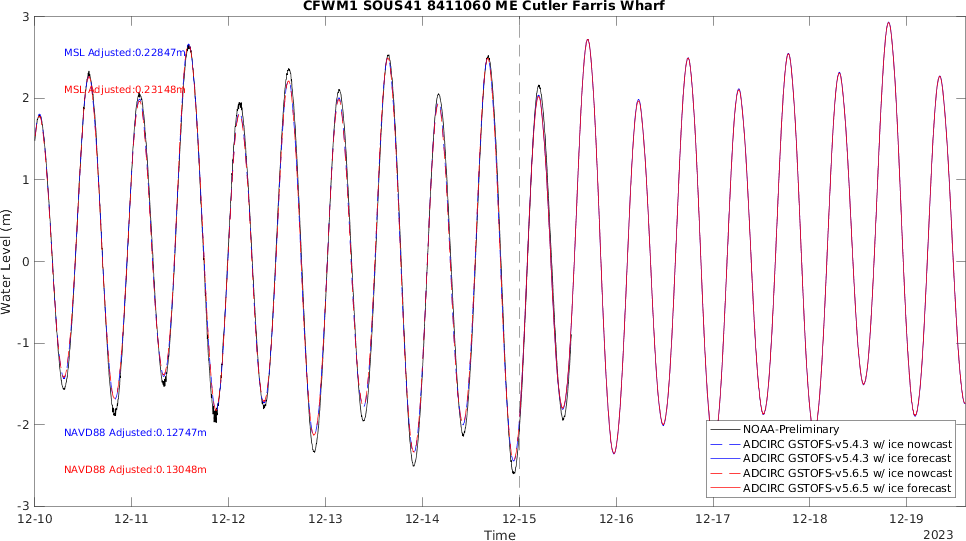 CFWM1 SOUS41 8411060 ME Cutler Farris Wharf
3
MSL Adjusted:0.22847m
MSL Adjusted:0.23148m
2
1
0
-1
-2
-3
Water Level (m)
NAVD88 Adjusted:0.12747m
NAVD88 Adjusted:0.13048m
NOAA-Preliminary
ADCIRC GSTOFS-v5.4.3 w/ ice nowcast
ADCIRC GSTOFS-v5.4.3 w/ ice forecast
ADCIRC GSTOFS-v5.6.5 w/ ice nowcast
ADCIRC GSTOFS-v5.6.5 w/ ice forecast
12-10 12-11 12-12 12-13 12-14 12-15 12-16 12-17 12-18 12-19
Time
2023